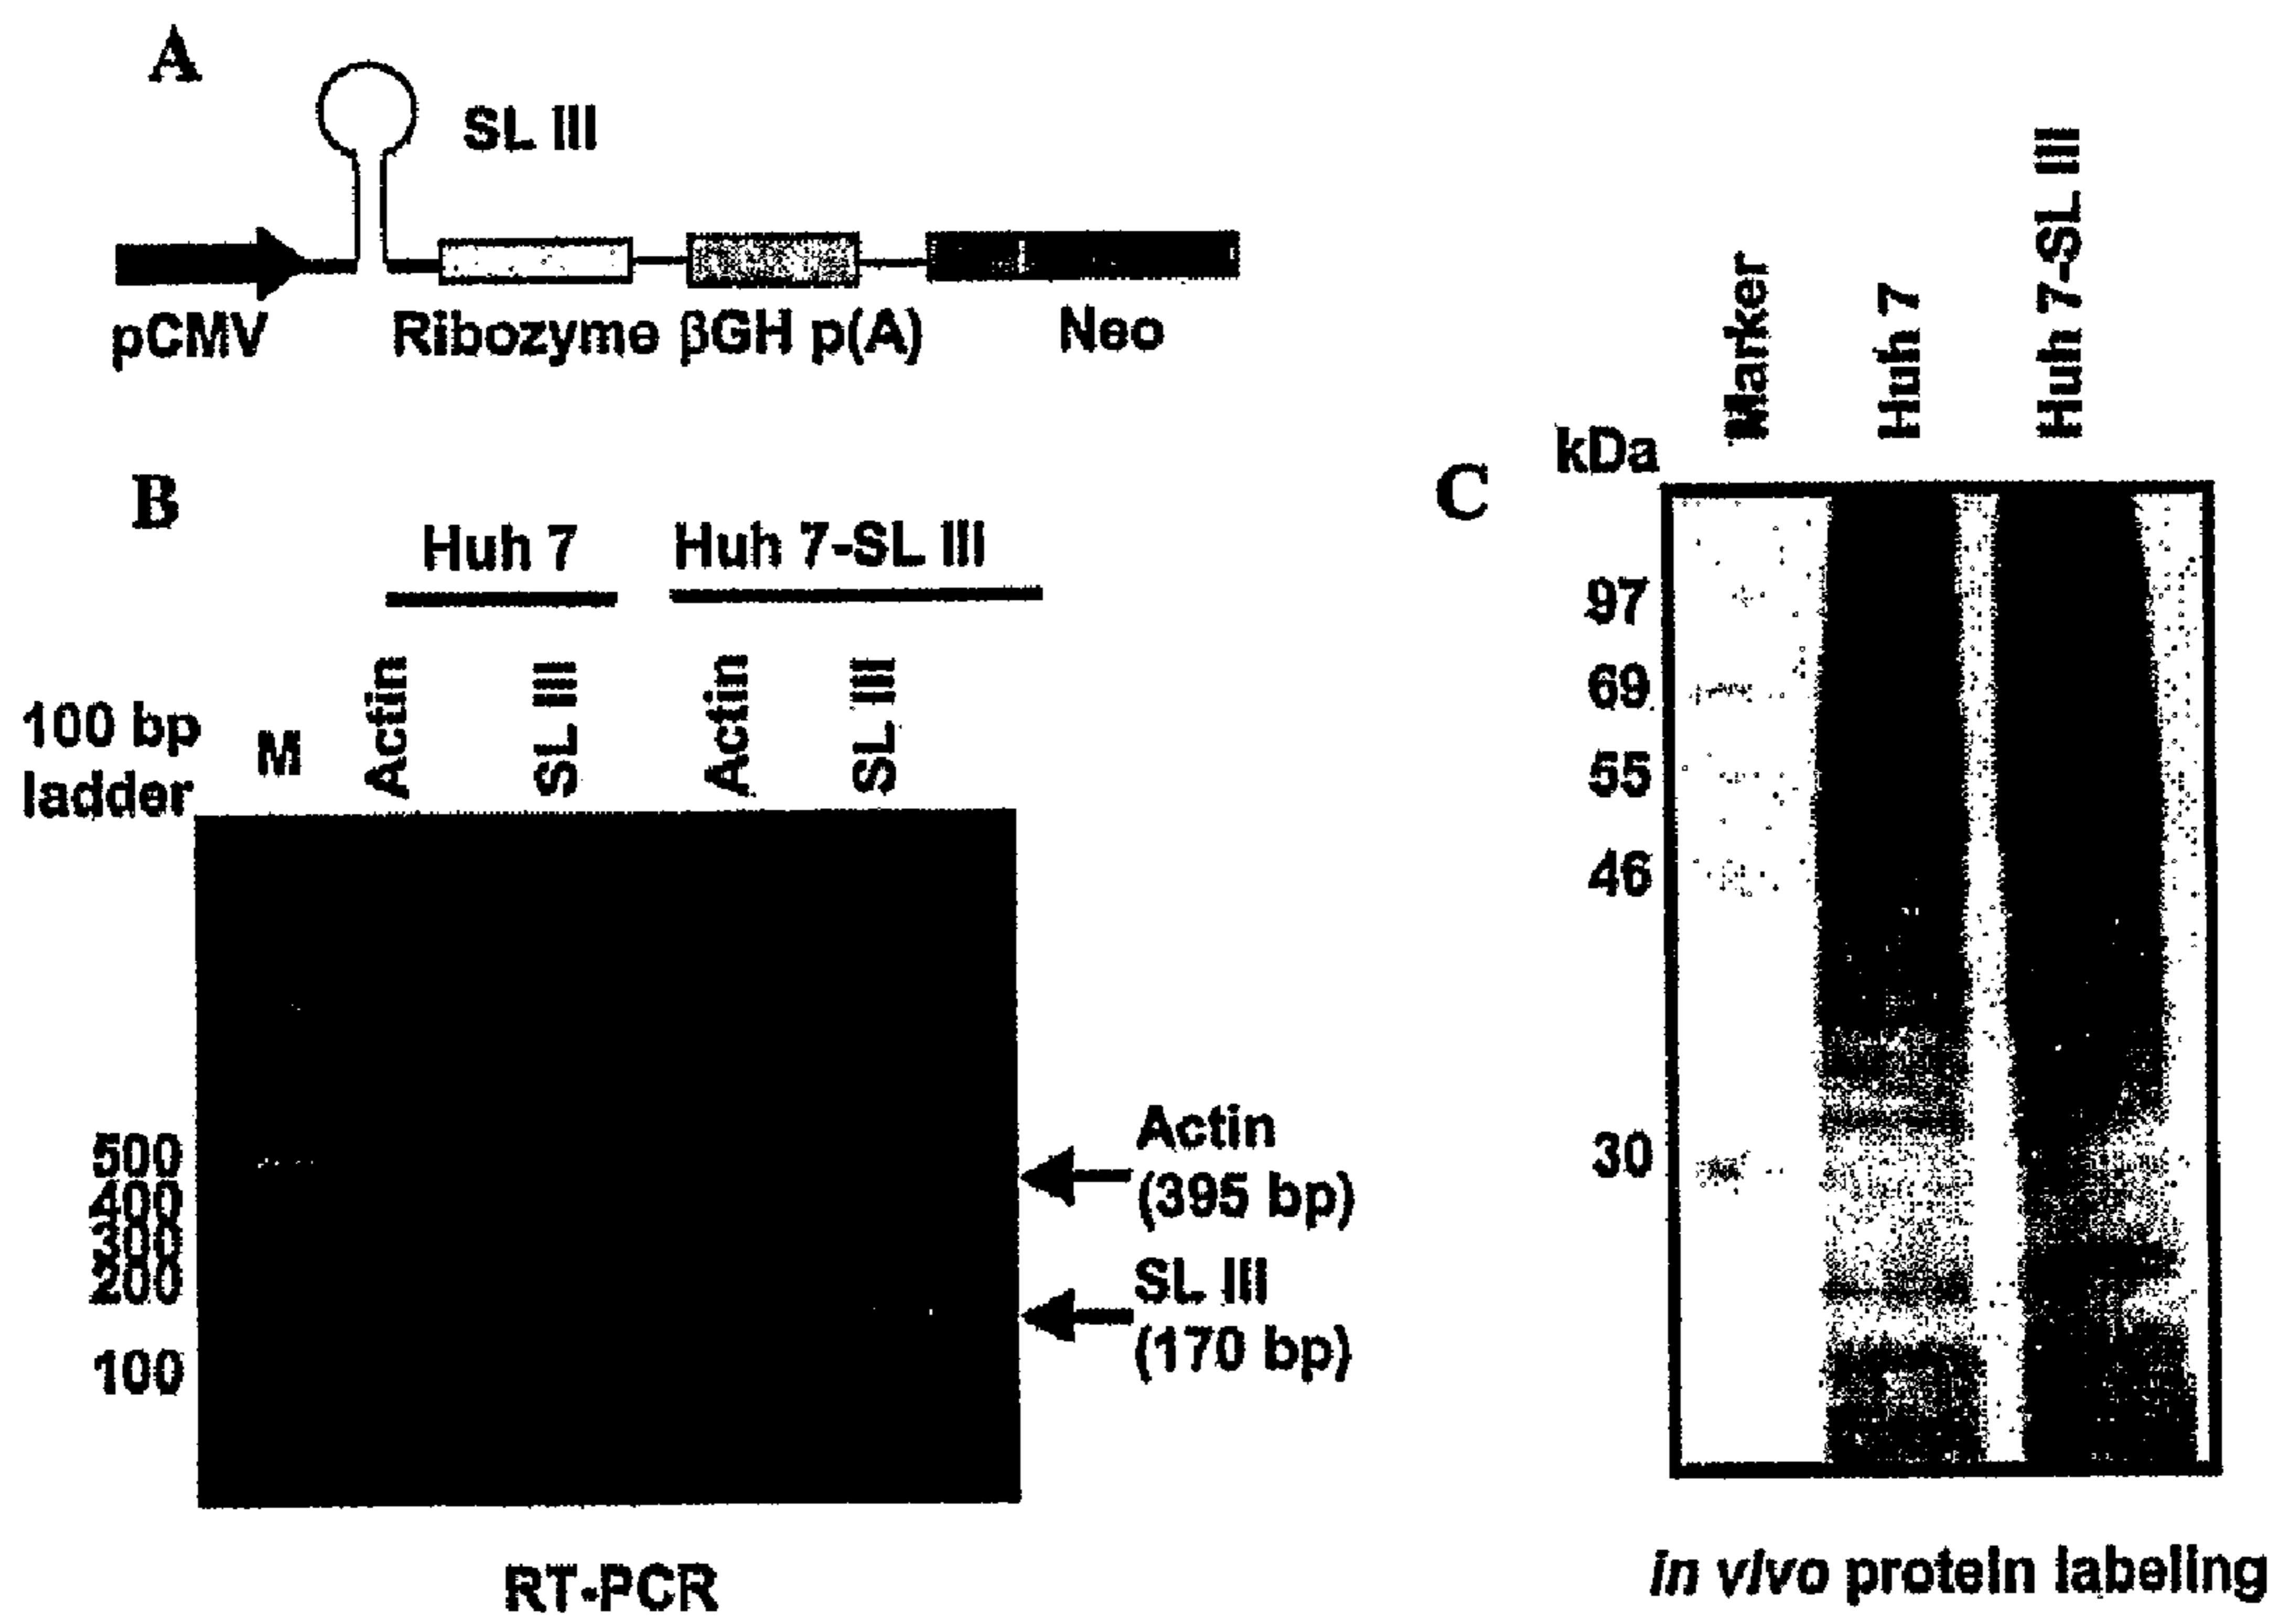 A
SL III
pCMV
Ribozyme βGH p(A)
Neo
B
Huh 7
Huh 7-SL III
100 bp
ladder
M
Actin
SL III
Actin
SL III
500
400
300
200
100
Actin
(395 bp)
SL III
(170 bp)
RT-PCR
C
kDa
Marker
Huh 7
Huh 7-SL III
97
69
55
46
30
in vivo protein labeling